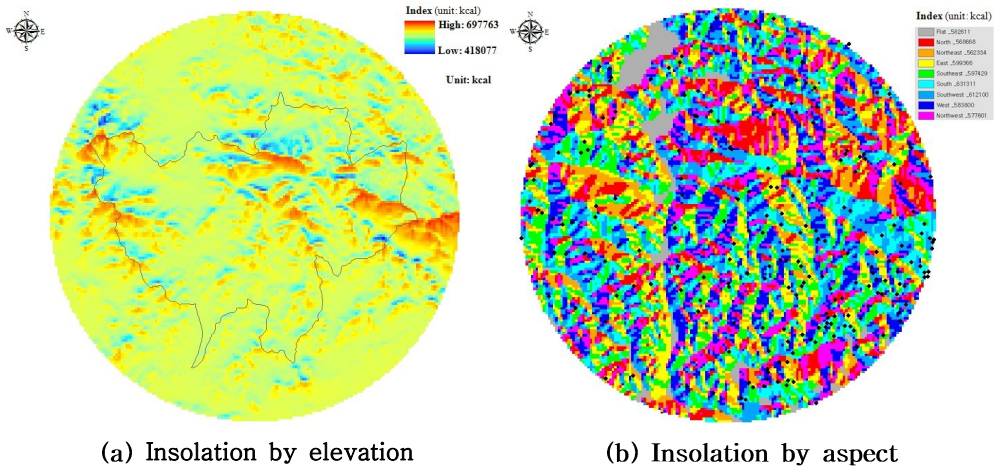 N
W E
S
Index (unit: kcal)
High: 697763
Low: 418077
Unit: kcal
N
W E
S
Index (unit: kcal)
Flat _582611
North _568668
Northeast _562334
East _599366
Southeast _597429
South _631311
Southwest _612100
West _583800
Northwest _577601
(a) Insolation by elevation
(b) Insolation by aspect